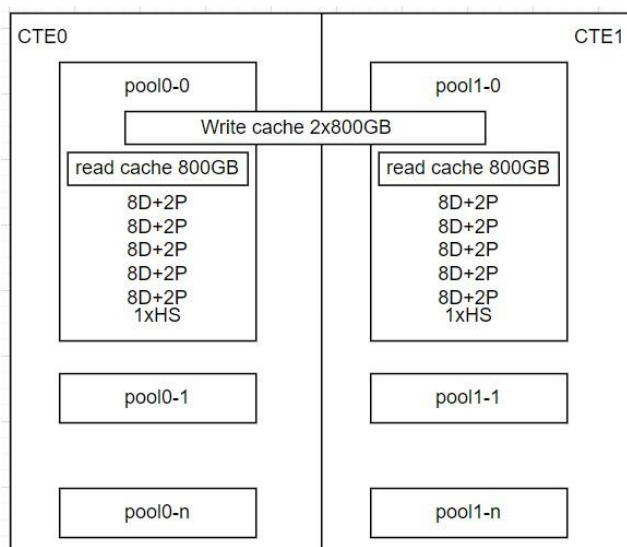 CTE0
CTE1
pool0-0
pool1-0
Write cache 2x800GB
read cache 800GB
read cache 800GB
8D+2P
8D+2P
8D+2P
8D+2P
8D+2P
1xHS
8D+2P
8D+2P
8D+2P
8D+2P
8D+2P
1xHS
pool0-1
pool1-1
pool0-n
pool1-n